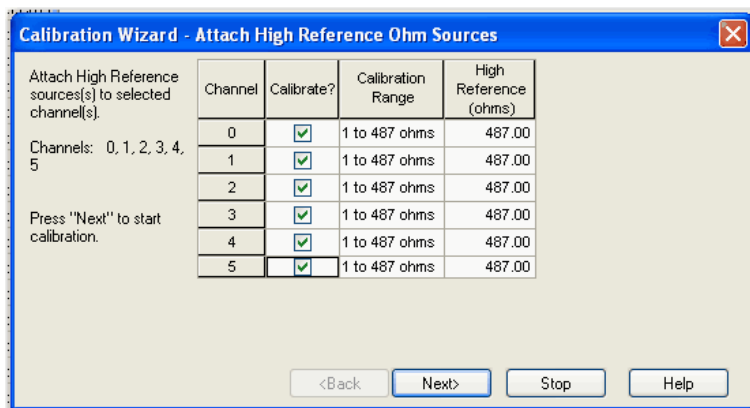 Calibration Wizard - Attach High Reference Ohm Sources
Attach High Reference
sources(s) to selected
channel(s).
Channels: 0, 1, 2, 3, 4,
5
Press "Next" to start
calibration.
Channel Calibrate? Calibration Range High Reference (ohms)
0 1 to 487 ohms 487.00
1 1 to 487 ohms 487.00
2 1 to 487 ohms 487.00
3 1 to 487 ohms 487.00
4 1 to 487 ohms 487.00
5 1 to 487 ohms 487.00
<Back Next> Stop Help